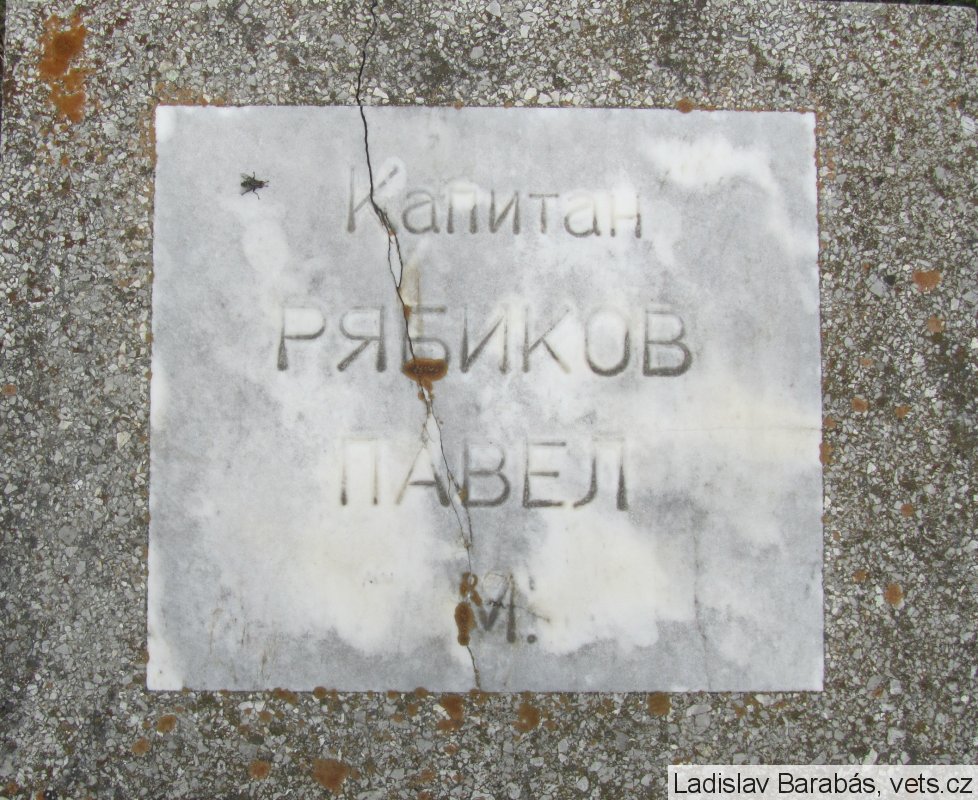 Капитан
РЯБИКОВ
ПАВЕЛ
М.
Ladislav Barabás, vets.cz